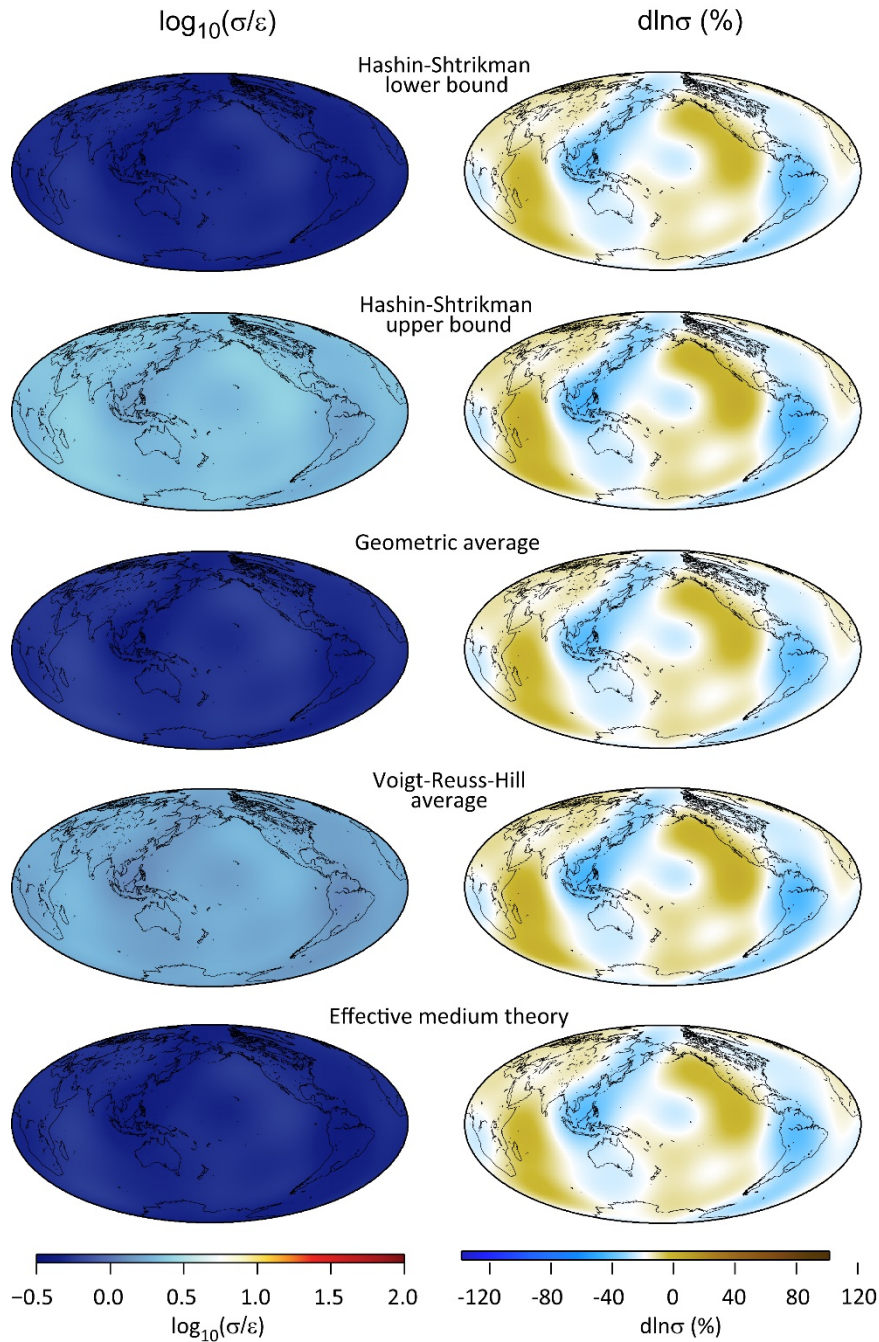 log10(σ/ε) dlnσ (%)
Hashin-Shtrikman
lower bound
Hashin-Shtrikman
upper bound
Geometric average
Voigt-Reuss-Hill
average
Effective medium theory
−0.5 0.0 0.5 1.0 1.5 2.0 -120 -80 -40 0 40 80 120
log10(σ/ε) dlnσ (%)